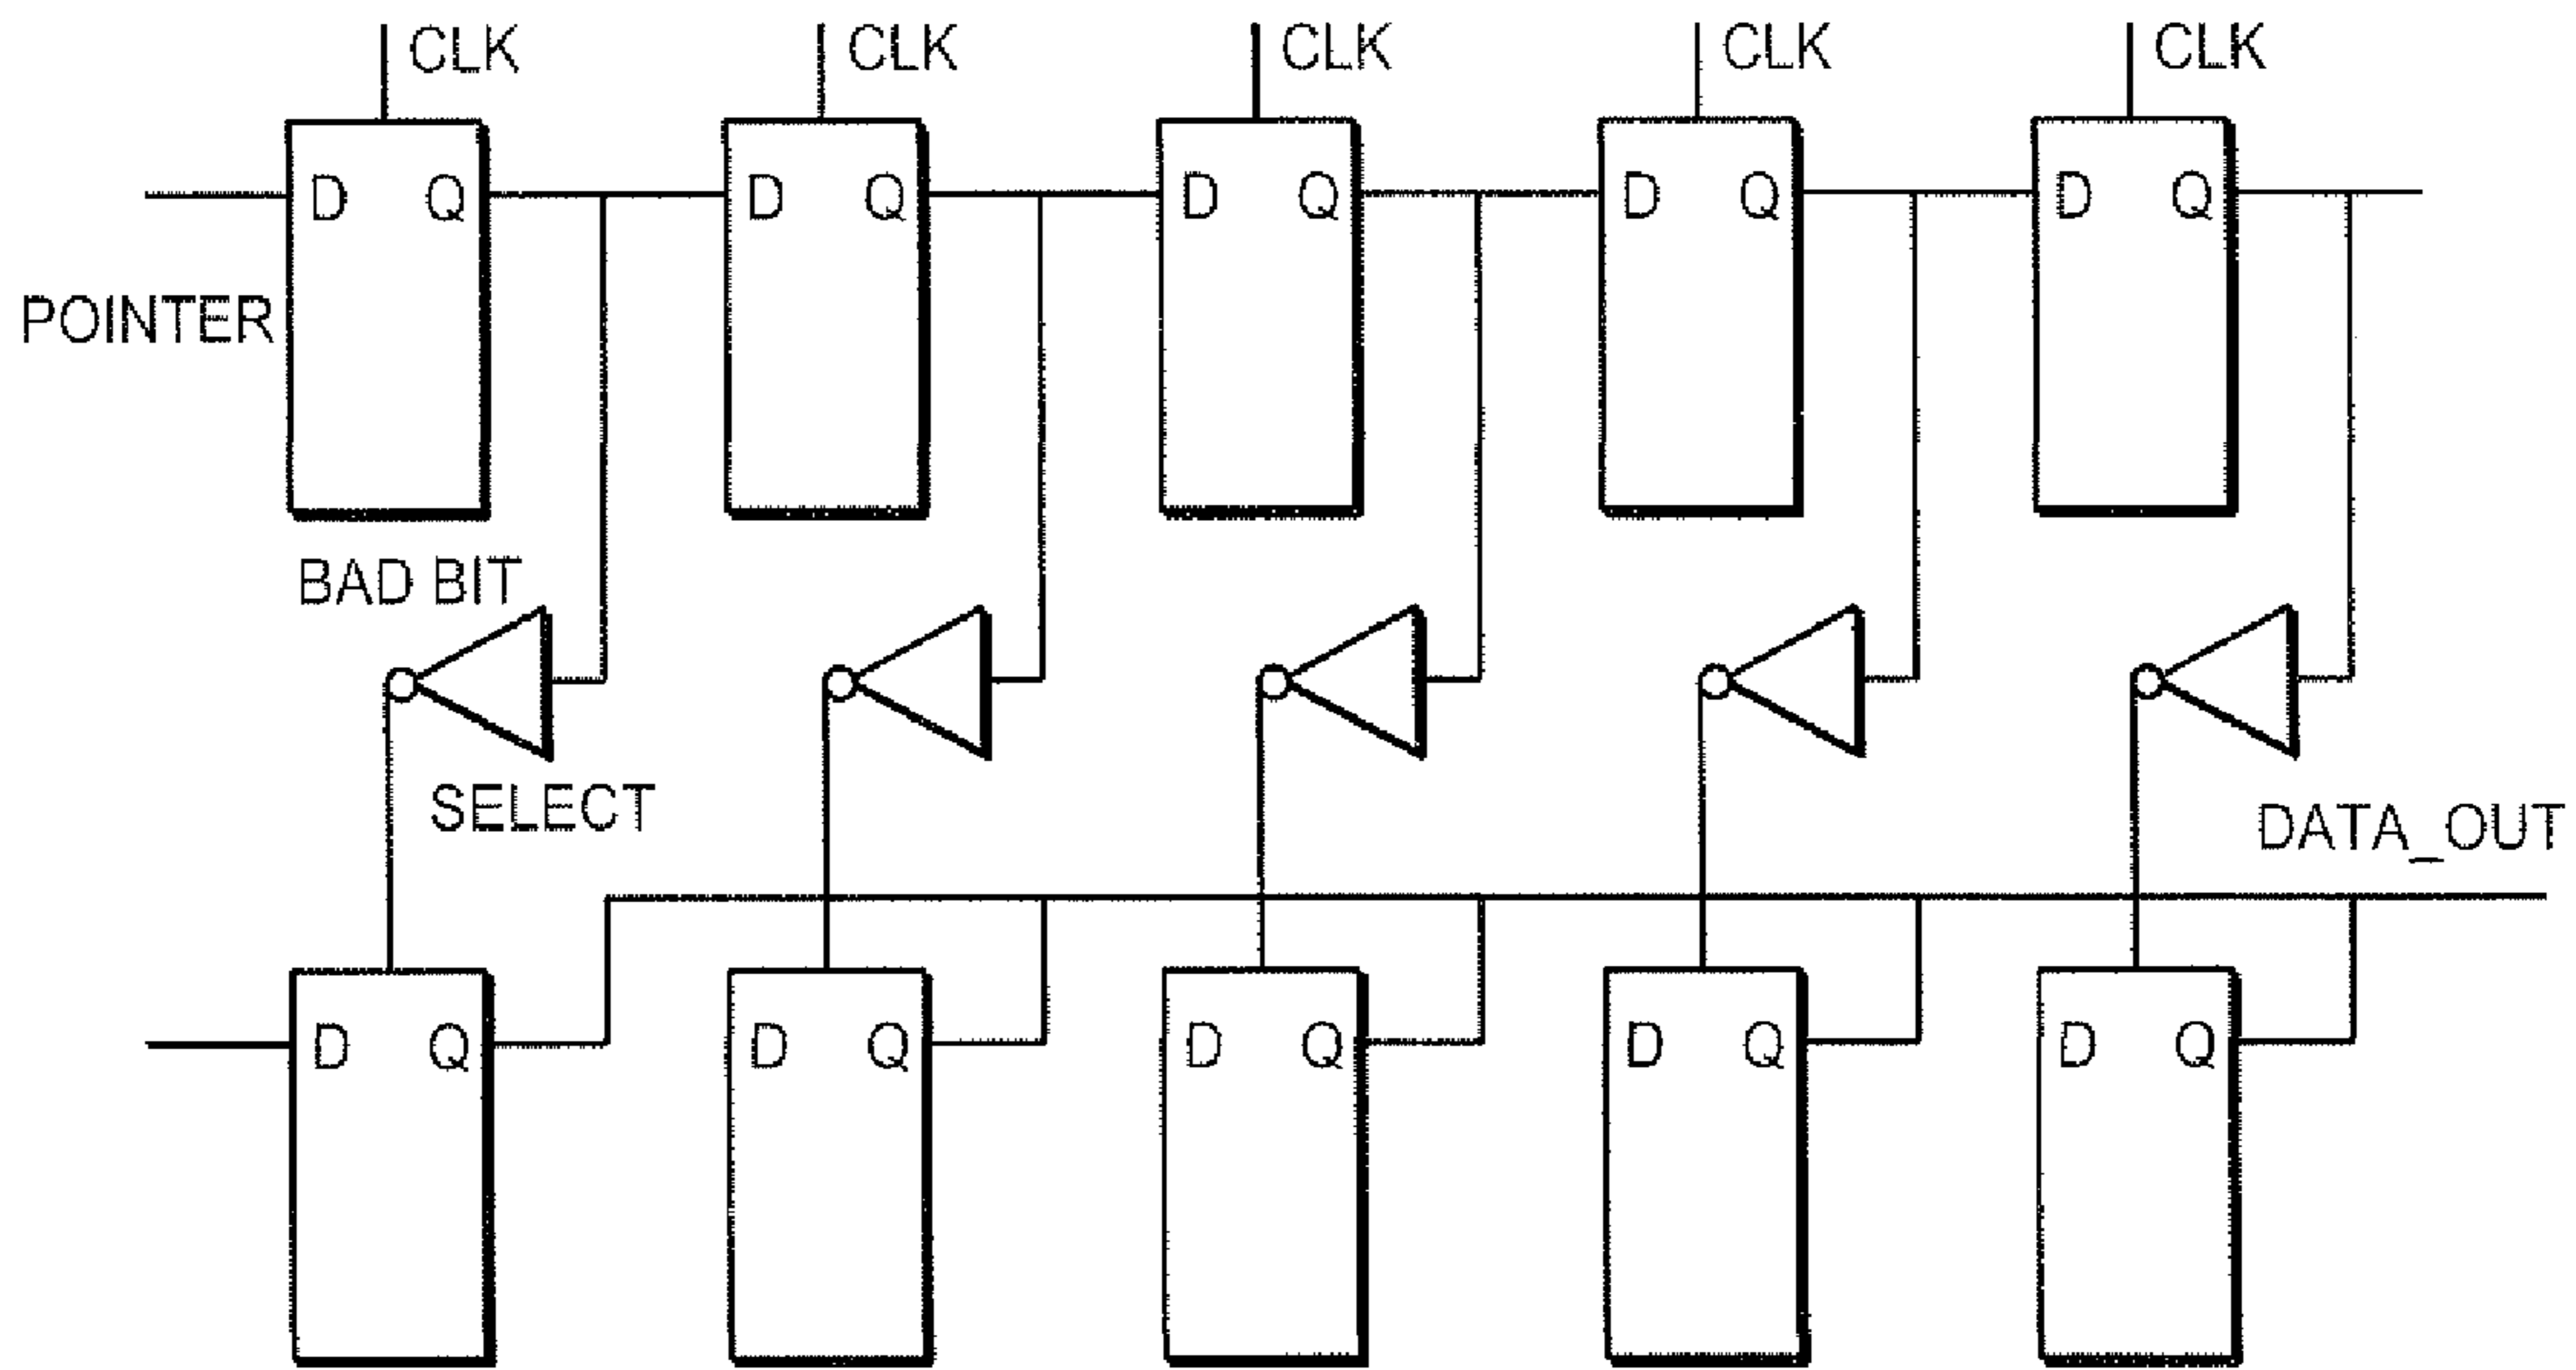 CLK CLK CLK CLK CLK
D Q D Q D Q D Q D Q
POINTER
BAD BIT
SELECT
DATA_OUT
D Q D Q D Q D Q D Q